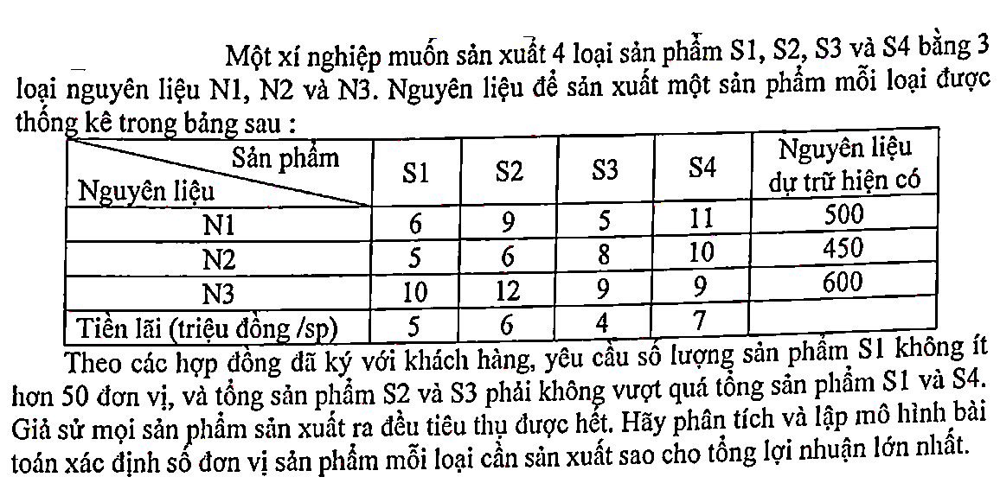 Một xí nghiệp muốn sản xuất 4 loại sản phẩm S1, S2, S3 và S4 bằng 3
loại nguyên liệu N1, N2 và N3. Nguyên liệu để sản xuất một sản phẩm mỗi loại được
thống kê trong bảng sau :
Sản phẩm
Nguyên liệu
S1 S2 S3 S4 Nguyên liệu
dự trữ hiện có
N1 6 9 5 11 500
N2 5 6 8 10 450
N3 10 12 9 9 600
Tiền lãi (triệu đồng /sp) 5 6 4 7
Theo các hợp đồng đã ký với khách hàng, yêu cầu số lượng sản phẩm S1 không ít
hơn 50 đơn vị, và tổng sản phẩm S2 và S3 phải không vượt quá tổng sản phẩm S1 và S4.
Giả sử mọi sản phẩm sản xuất ra đều tiêu thụ được hết. Hãy phân tích và lập mô hình bài
toán xác định số đơn vị sản phẩm mỗi loại cần sản xuất sao cho tổng lợi nhuận lớn nhất.